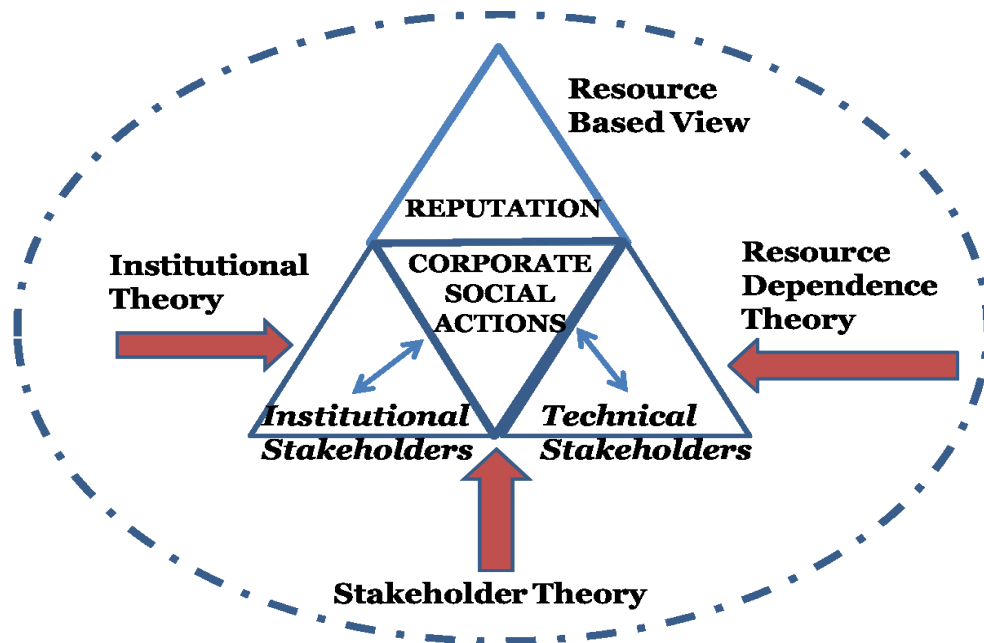 Resource
Based View
REPUTATION
Institutional
Theory
CORPORATE
SOCIAL
ACTIONS
Resource
Dependence
Theory
Institutional
Stakeholders
Technical
Stakeholders
Stakeholder Theory